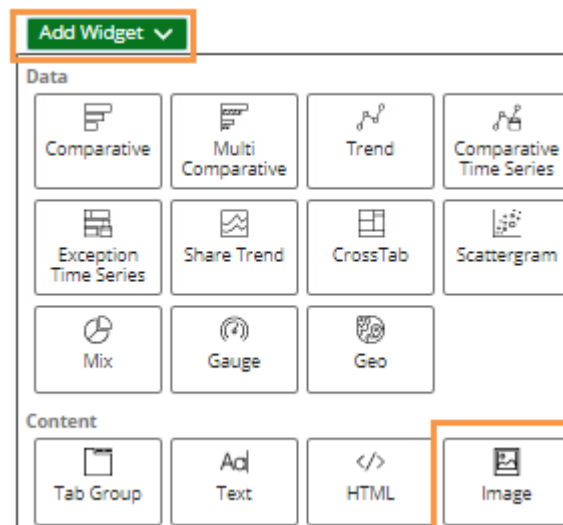 Add Widget
Data
Comparative
Multi
Comparative
Trend
Comparative
Time Series
Exception
Time Series
Share Trend
CrossTab
Scattergram
Mix
Gauge
Geo
Content
Tab Group
Text
HTML
Image